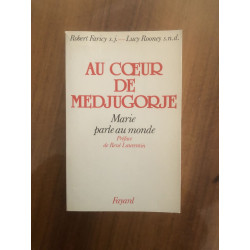 Robert Faricy s.j. — Lucy Rooney s.n.d.
AU CŒUR
DE
MEDJUGORJE
Marie
parle au monde
Préface
de René Laurentin
Fayard